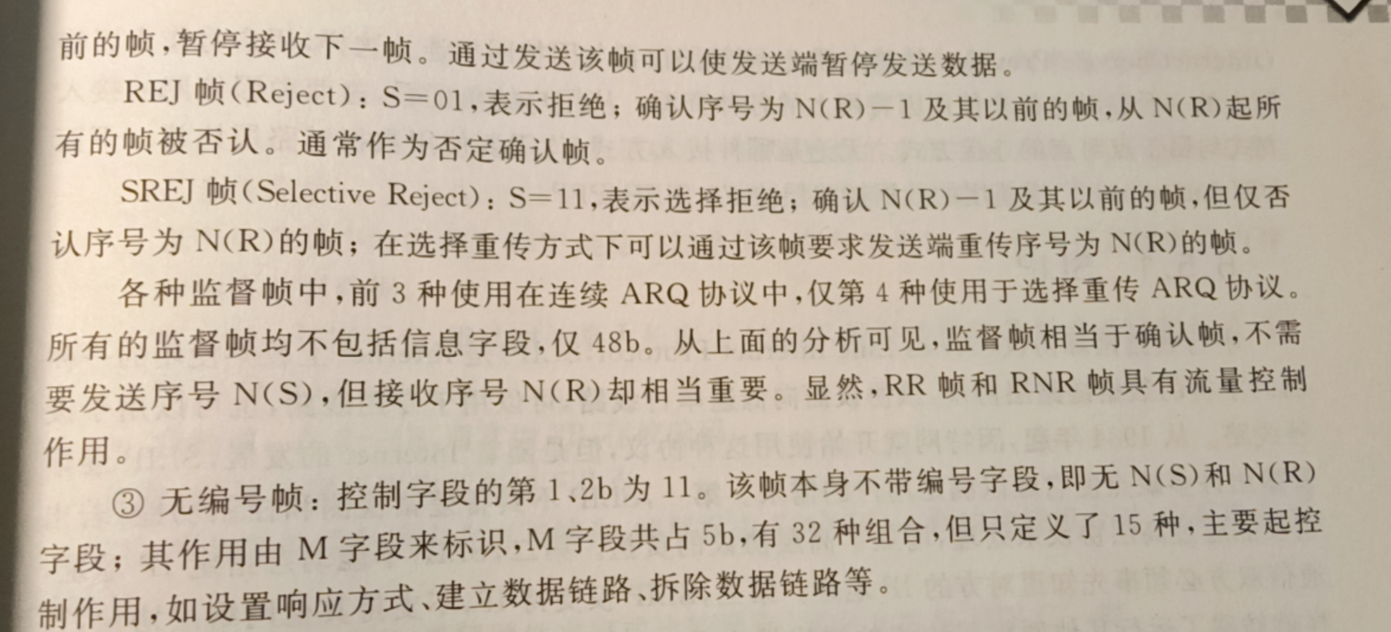 前的帧,暂停接收下一帧。通过发送该帧可以使发送端暂停发送数据。
REJ 帧(Reject)：S=01,表示拒绝；确认序号为 N(R)-1 及其以前的帧,从 N(R)起所
有的帧被否认。通常作为否定确认帧。
SREJ 帧(Selective Reject)：S=11,表示选择拒绝；确认 N(R)-1 及其以前的帧,但仅否
认序号为 N(R)的帧；在选择重传方式下可以通过该帧要求发送端重传序号为 N(R)的帧。
各种监督帧中,前 3 种使用在连续 ARQ 协议中,仅第 4 种使用于选择重传 ARQ 协议。
所有的监督帧均不包括信息字段,仅 48b。从上面的分析可见,监督帧相当于确认帧,不需
要发送序号 N(S),但接收序号 N(R)却相当重要。显然,RR 帧和 RNR 帧具有流量控制
作用。
③ 无编号帧：控制字段的第 1、2b 为 11。该帧本身不带编号字段,即无 N(S)和 N(R)
字段；其作用由 M 字段来标识,M 字段共占 5b,有 32 种组合,但只定义了 15 种,主要起控
制作用,如设置响应方式、建立数据链路、拆除数据链路等。